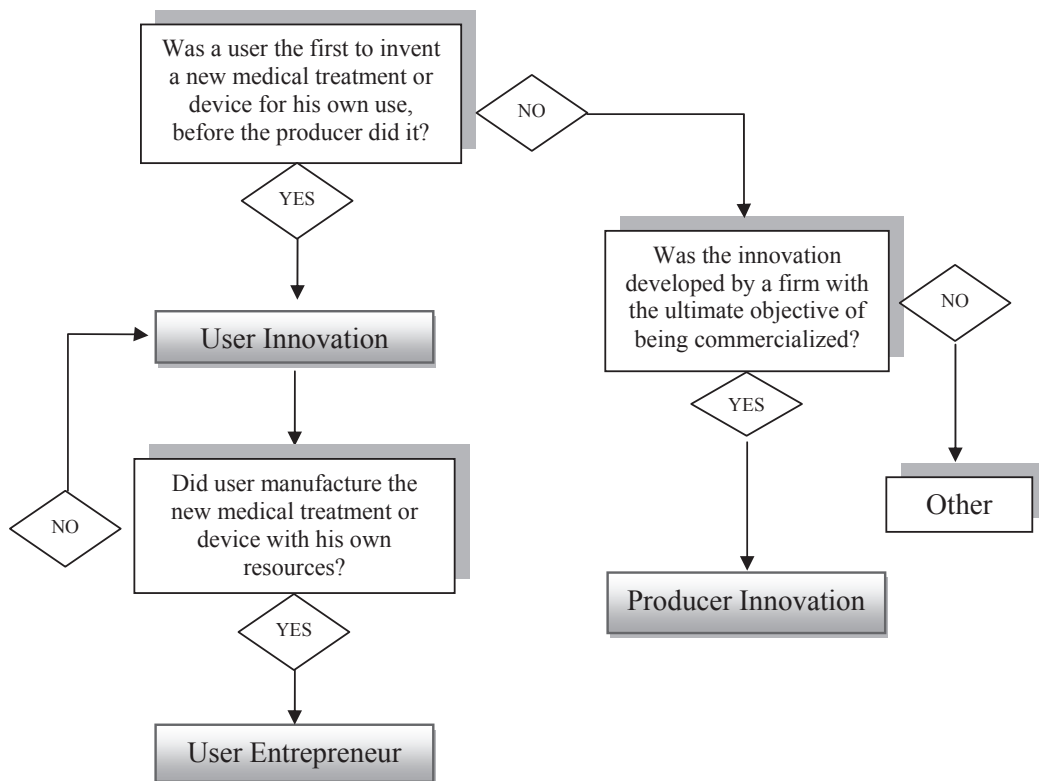 Was a user the first to invent
a new medical treatment or
device for his own use,
before the producer did it?
NO
YES
Was the innovation
developed by a firm with
the ultimate objective of
being commercialized?
NO
User Innovation
YES
Did user manufacture the
new medical treatment or
device with his own
resources?
NO
Other
Producer Innovation
YES
User Entrepreneur